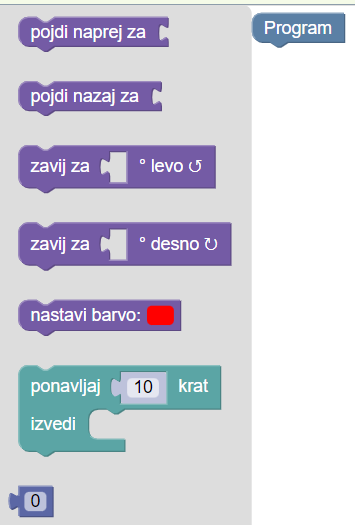 pojdi naprej za
Program
pojdi nazaj za
zavij za ° levo ↺
zavij za ° desno ↻
nastavi barvo:
ponavljaj 10 krat
izvedi
0